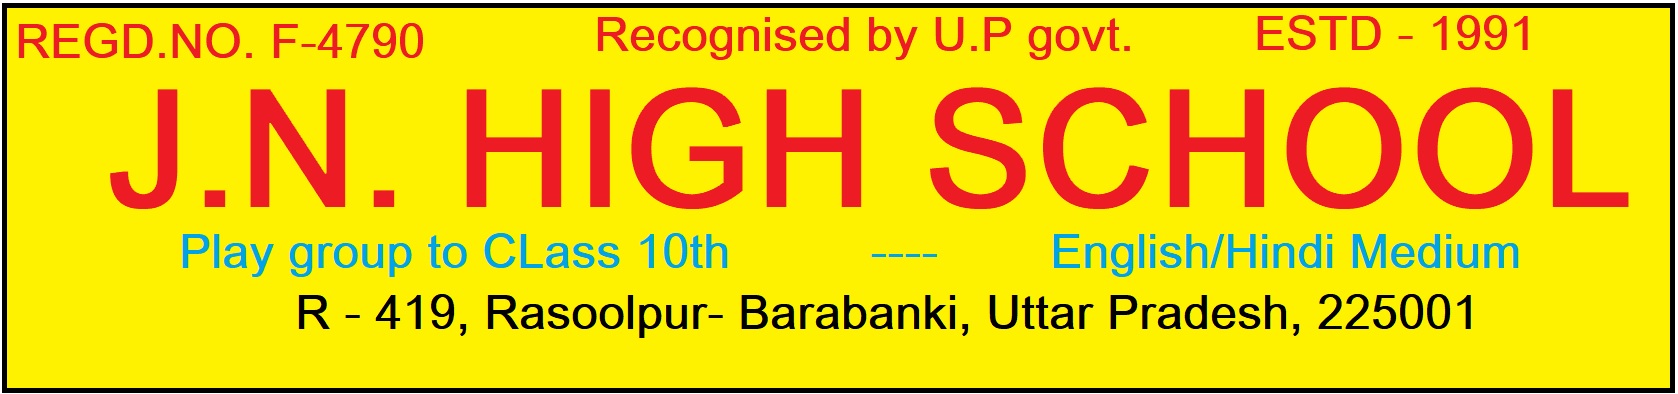 REGD.NO. F-4790 Recognised by U.P govt. ESTD - 1991
J.N. HIGH SCHOOL
Play group to CLass 10th ---- English/Hindi Medium
R - 419, Rasoolpur- Barabanki, Uttar Pradesh, 225001